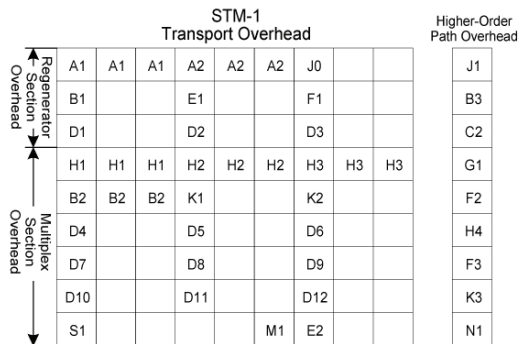 STM-1
Transport Overhead
Higher-Order
Path Overhead
Regenerator
Section
Overhead
A1 A1 A1 A2 A2 A2 J0 J1
B1 E1 F1 B3
D1 D2 D3 C2
Multiplex
Section
Overhead
H1 H1 H1 H2 H2 H2 H3 H3 H3 G1
B2 B2 B2 K1 K2 F2
D4 D5 D6 H4
D7 D8 D9 F3
D10 D11 D12 K3
S1 M1 E2 N1